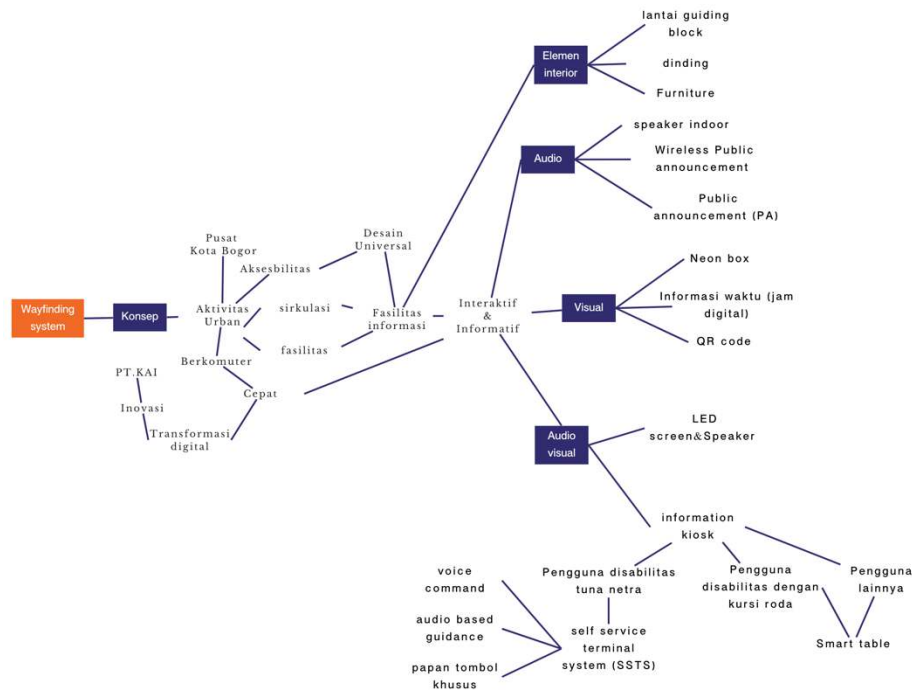 lantai guiding
block
Elemen
interior
dinding
Furniture
speaker indoor
Audio
Wireless Public
announcement
Public
announcement (PA)
Pusat
Kota Bogor
Desain
Universal
Aksesbilitas
Neon box
Wayfinding
system
Konsep
Aktivitas
Urban
sirkulasi
Fasilitas
informasi
Interaktif
&
Informatif
Visual
Informasi waktu (jam
digital)
QR code
fasilitas
Berkomuter
PT.KAI
Cepat
Inovasi
Transformasi
digital
Audio
visual
LED
screen&Speaker
information
kiosk
voice
command
Pengguna disabilitas
tuna netra
Pengguna
disabilitas dengan
kursi roda
Pengguna
lainnya
audio based
guidance
self service
terminal
system (SSTS)
Smart table
papan tombol
khusus